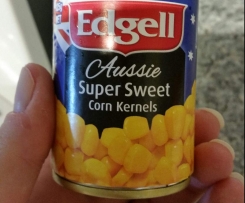 Edgell
Aussie
Super Sweet
Corn Kernels